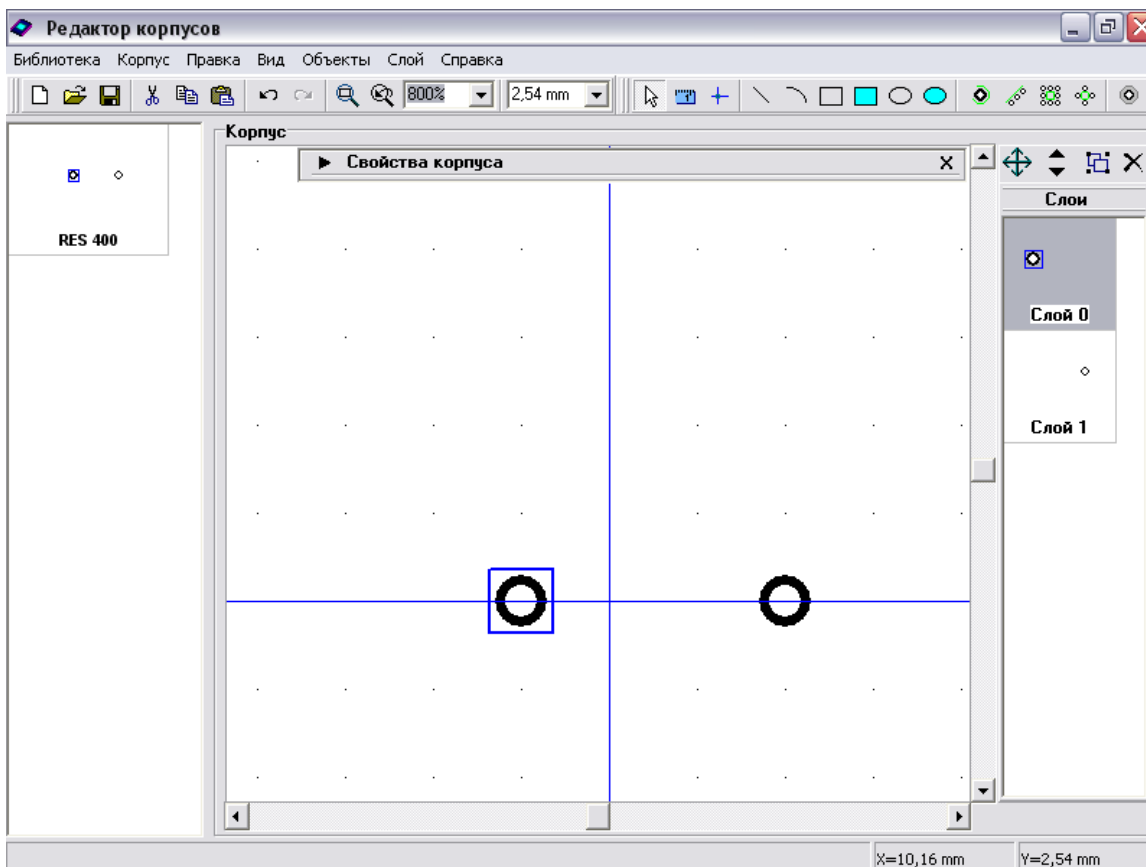 Редактор корпусов
Библиотека Корпус Правка Вид Объекты Слой Справка
800% 2,54 mm
Корпус
Свойства корпуса
RES 400
Слои
Слой 0
Слой 1
X=10,16 mm Y=2,54 mm